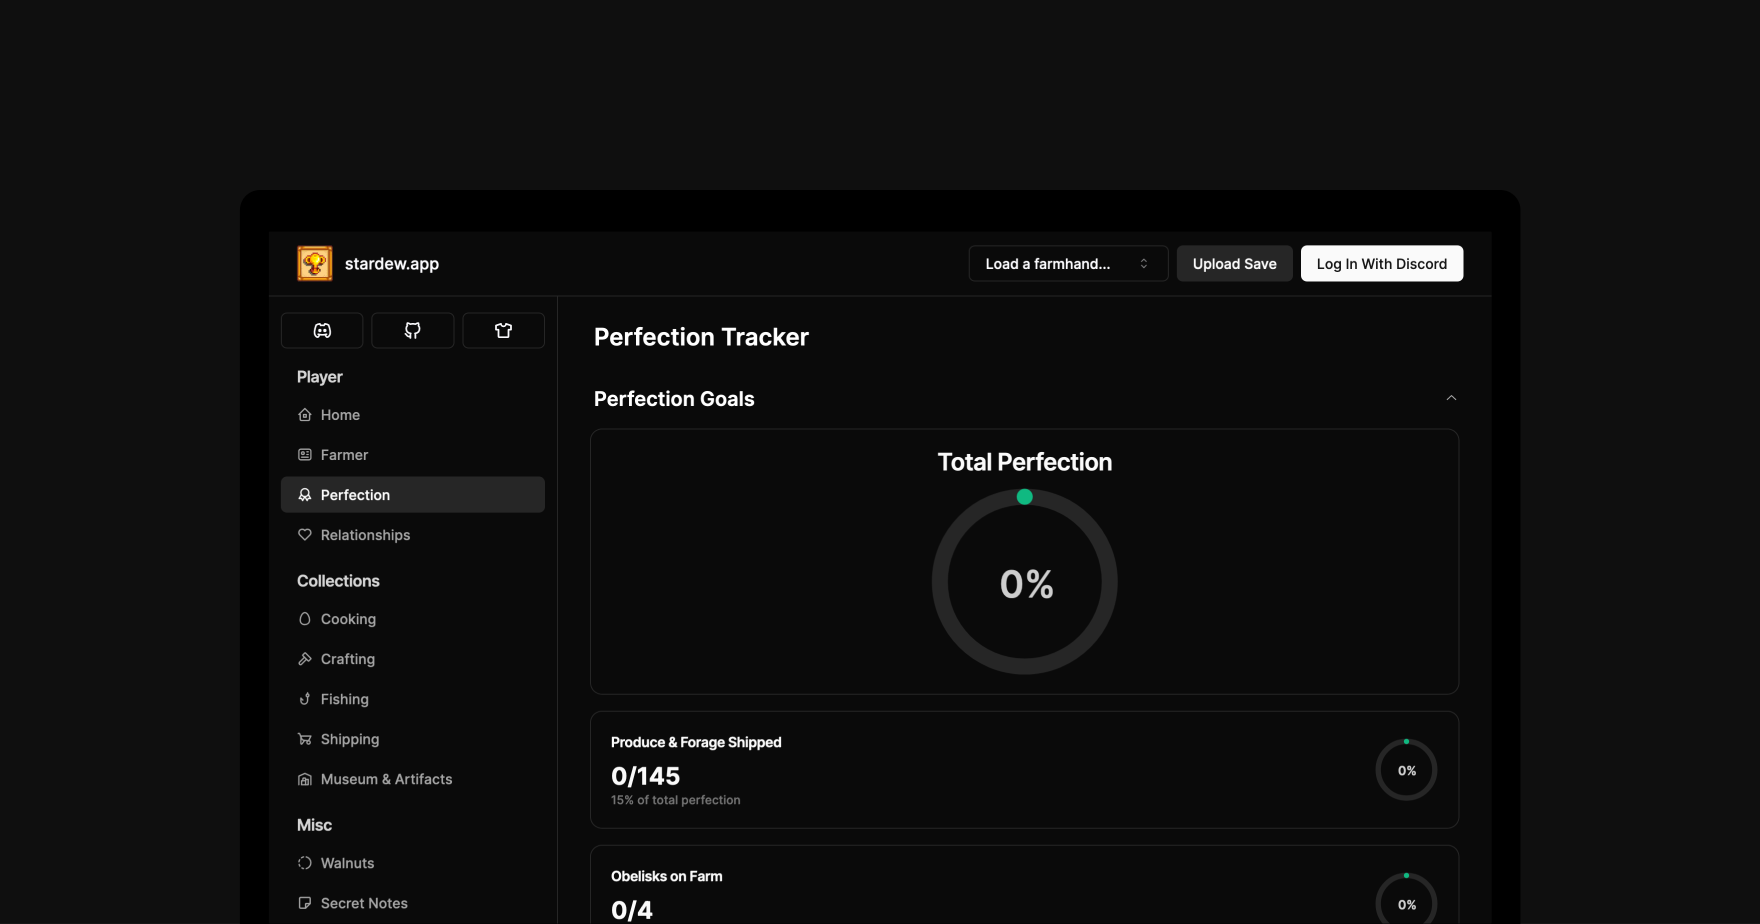 stardew.app
Load a farmhand...
Upload Save
Log In With Discord
Player
Home
Farmer
Perfection
Relationships
Collections
Cooking
Crafting
Fishing
Shipping
Museum & Artifacts
Misc
Walnuts
Secret Notes
Perfection Tracker
Perfection Goals
Total Perfection
0%
Produce & Forage Shipped
0/145
15% of total perfection
0%
Obelisks on Farm
0/4
0%